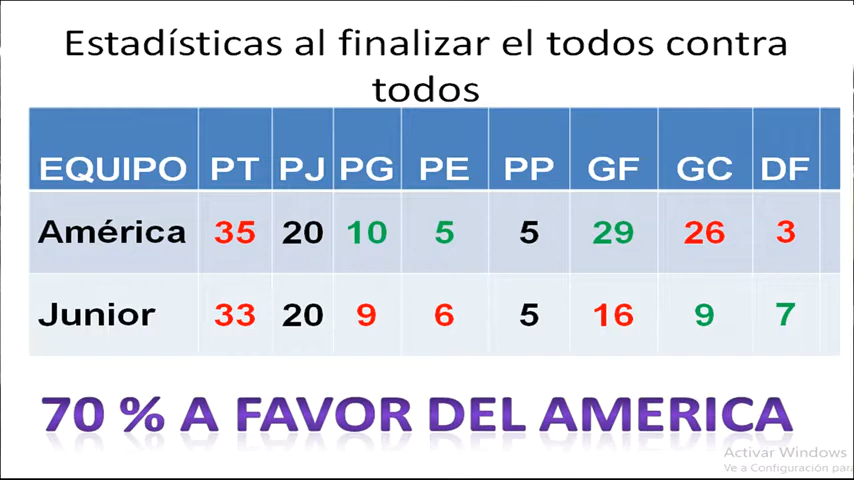 Estadísticas al finalizar el todos contra
todos
EQUIPO PT PJ PG PE PP GF GC DF
América 35 20 10 5 5 29 26 3
Junior 33 20 9 6 5 16 9 7
70 % A FAVOR DEL AMERICA
Activar Windows
Ve a Configuración par